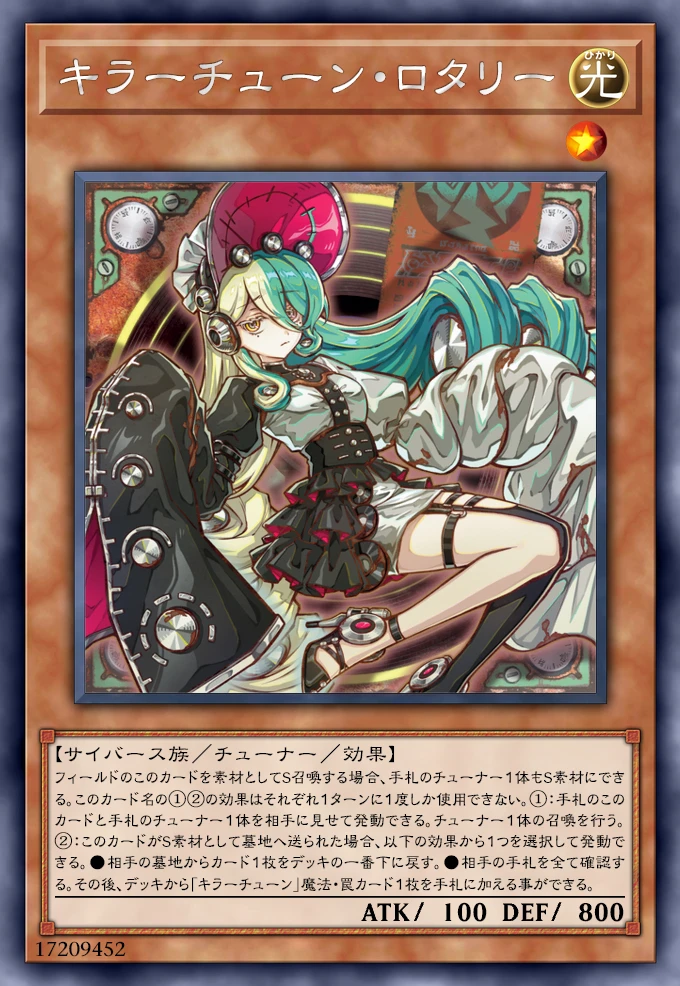 キラーチューン・ロタリー
ひかり
光
【サイバース族／チューナー／効果】
フィールドのこのカードを素材としてS召喚する場合、手札のチューナー1体もS素材にでき
る。このカード名の①②の効果はそれぞれ1ターンに1度しか使用できない。①：手札のこの
カードと手札のチューナー1体を相手に見せて発動できる。チューナー1体の召喚を行う。
②：このカードがS素材として墓地へ送られた場合、以下の効果から1つを選択して発動で
きる。●相手の墓地からカード1枚をデッキの一番下に戻す。●相手の手札を全て確認す
る。その後、デッキから「キラーチューン」魔法・罠カード1枚を手札に加える事ができる。
ATK/ 100 DEF/ 800
17209452